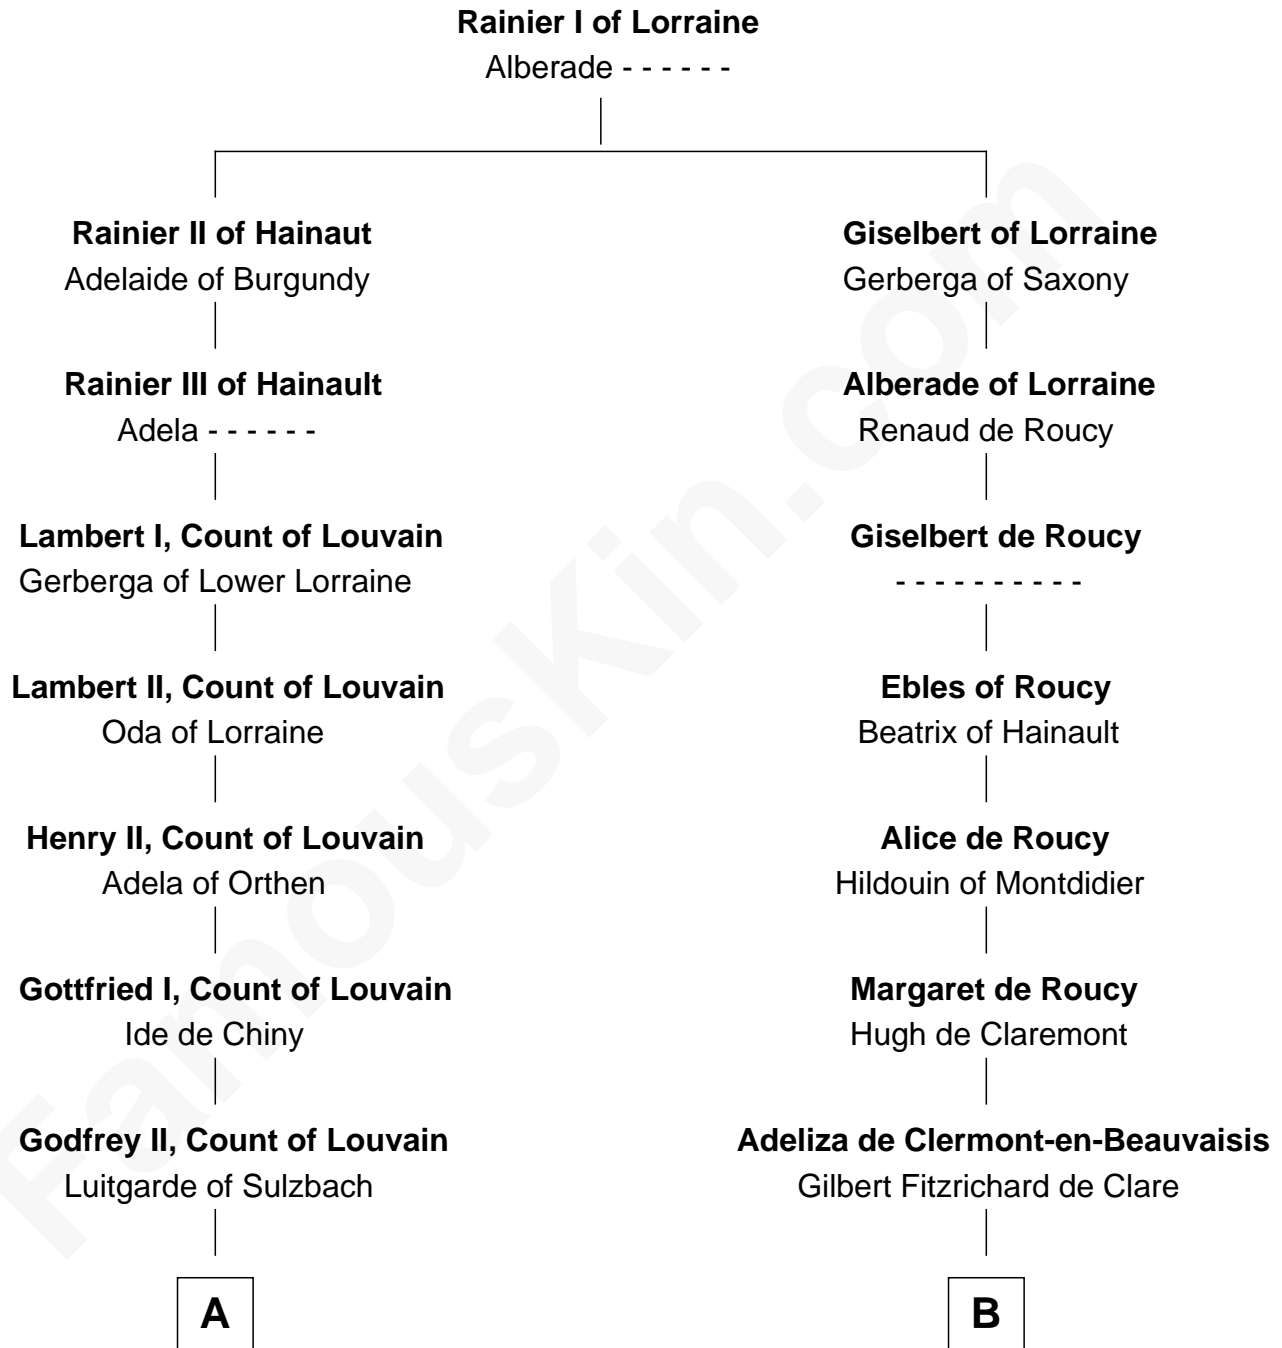 Rainier I of Lorraine
Alberade - - - - - -
Rainier II of Hainaut
Adelaide of Burgundy
Rainier III of Hainault
Adela - - - - - -
Lambert I, Count of Louvain
Gerberga of Lower Lorraine
Lambert II, Count of Louvain
Oda of Lorraine
Henry II, Count of Louvain
Adela of Orthen
Gottfried I, Count of Louvain
Ide de Chiny
Godfrey II, Count of Louvain
Luitgarde of Sulzbach
A
Giselbert of Lorraine
Gerberga of Saxony
Alberade of Lorraine
Renaud de Roucy
Giselbert de Roucy
- - - - - - - - - -
Ebles of Roucy
Beatrix of Hainault
Alice de Roucy
Hildouin of Montdidier
Margaret de Roucy
Hugh de Claremont
Adeliza de Clermont-en-Beauvaisis
Gilbert Fitzrichard de Clare
B
FamousKin.com